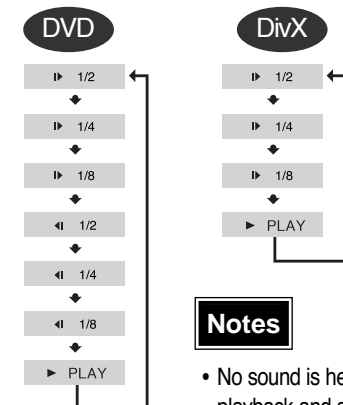 DVD
1/2
1/4
1/8
1/2
1/4
1/8
PLAY
DivX
1/2
1/4
1/8
PLAY
Notes
• No sound is
playback and